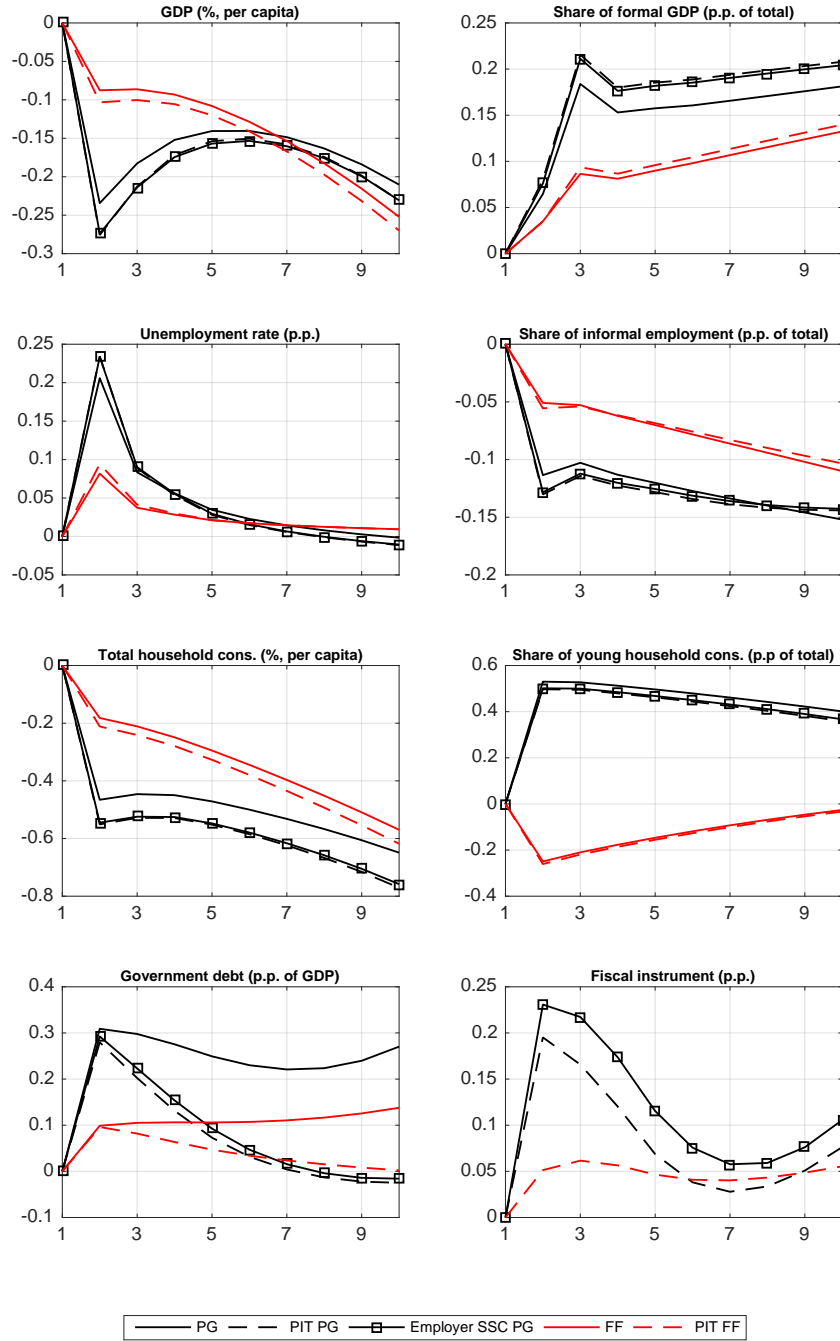 GDP (%, per capita)
0
-0.05
-0.1
-0.15
-0.2
-0.25
-0.3
1 3 5 7 9
Share of formal GDP (p.p. of total)
0.25
0.2
0.15
0.1
0.05
0
1 3 5 7 9
Unemployment rate (p.p.)
0.25
0.2
0.15
0.1
0.05
0
-0.05
1 3 5 7 9
Share of informal employment (p.p. of total)
0
-0.05
-0.1
-0.15
-0.2
1 3 5 7 9
Total household cons. (%, per capita)
0
-0.2
-0.4
-0.6
-0.8
1 3 5 7 9
Share of young household cons. (p.p of total)
0.6
0.4
0.2
0
-0.2
-0.4
1 3 5 7 9
Government debt (p.p. of GDP)
0.4
0.3
0.2
0.1
0
-0.1
1 3 5 7 9
Fiscal instrument (p.p.)
0.25
0.2
0.15
0.1
0.05
0
1 3 5 7 9
PG PIT PG Employer SSC PG FF PIT FF